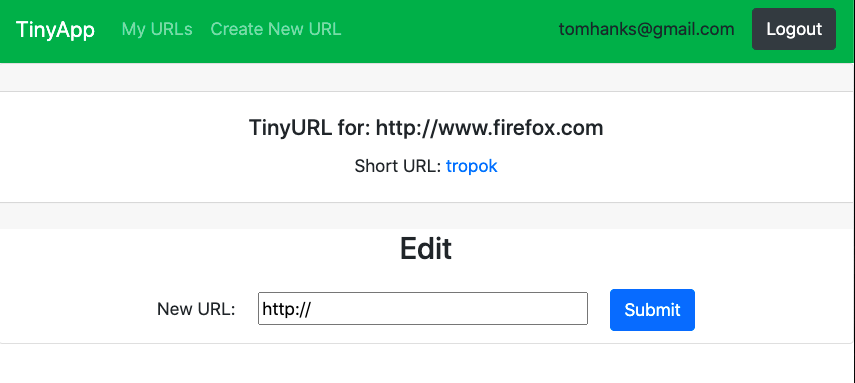 TinyApp My URLs Create New URL tomhanks@gmail.com Logout
TinyURL for: http://www.firefox.com
Short URL: tropok
Edit
New URL: http:// Submit